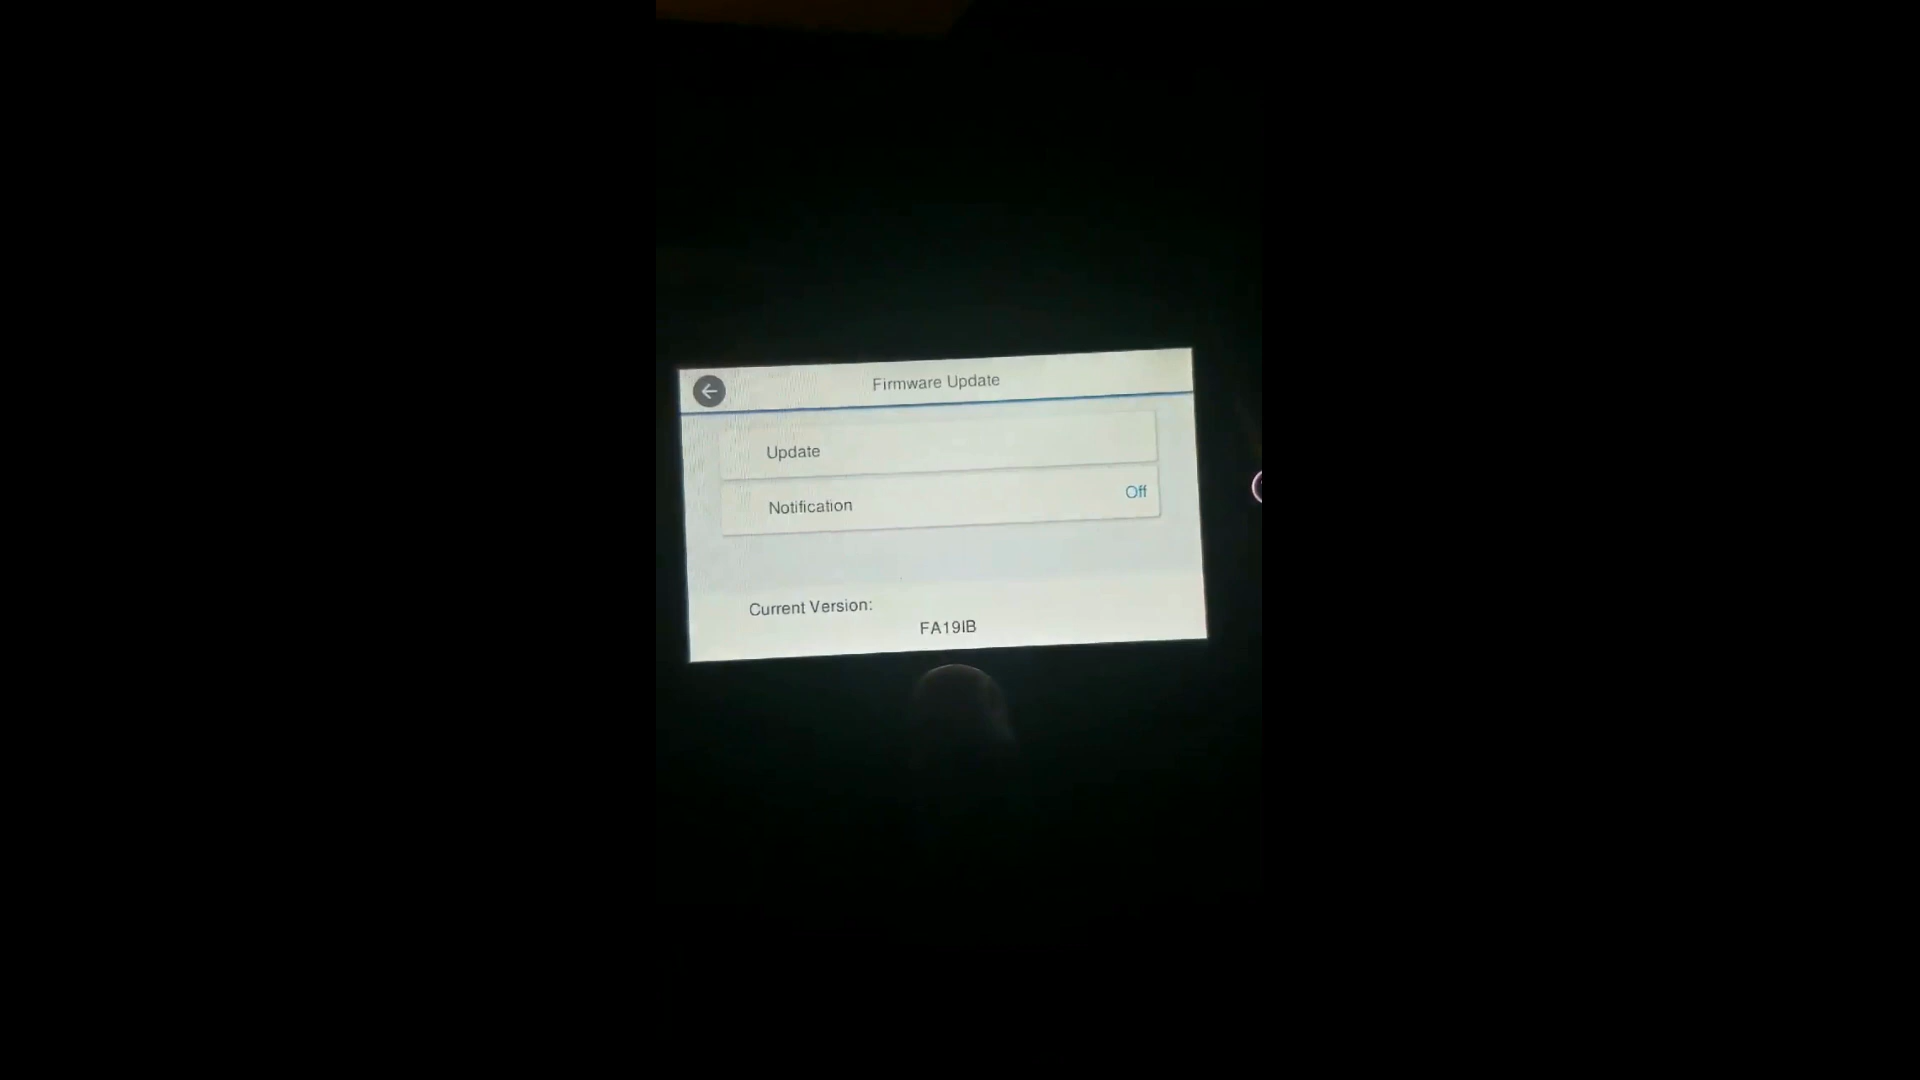 Firmware Update
Update
Notification Off
Current Version:
FA19IB